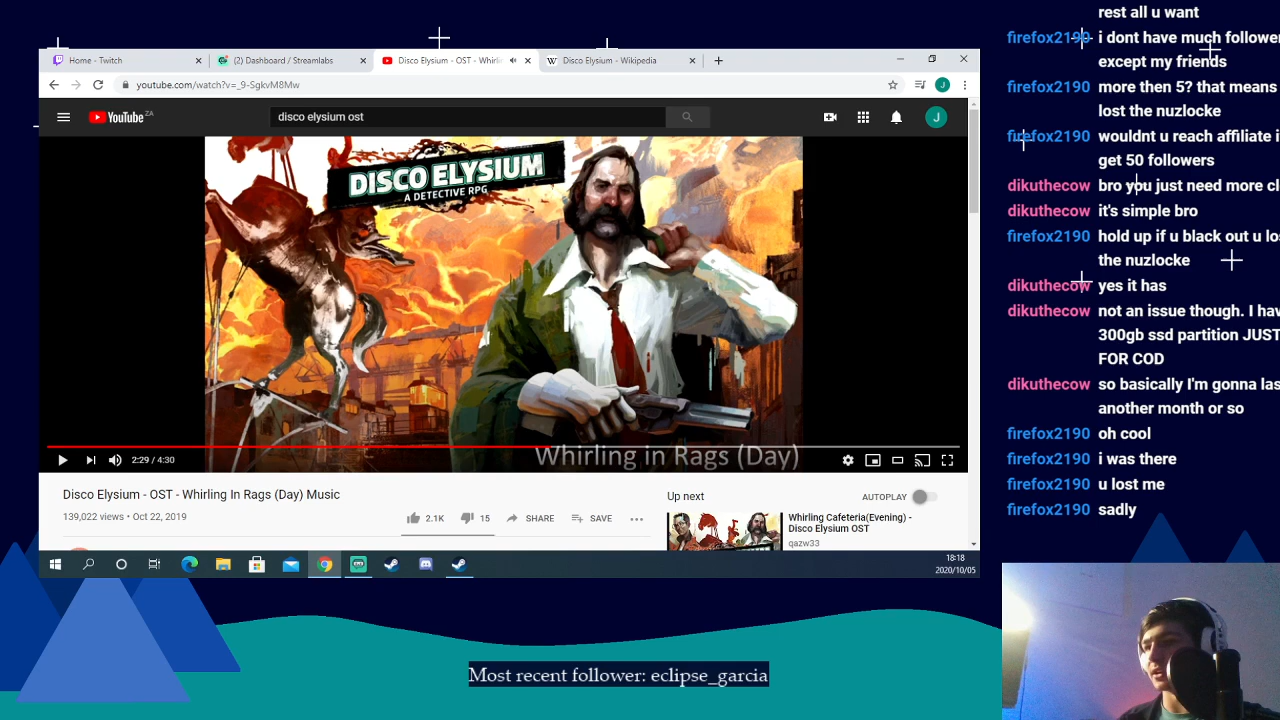 Home - Twitch
(2) Dashboard / Streamlabs
Disco Elysium - OST - Whirlin
Disco Elysium - Wikipedia
youtube.com/watch?v=_9-SgkvM8Mw
J
YouTube ZA
disco elysium ost
J
DISCO ELYSIUM
A DETECTIVE RPG
Whirling in Rags (Day)
2:29 / 4:30
Disco Elysium - OST - Whirling In Rags (Day) Music
139,022 views • Oct 22, 2019
2.1K
15
SHARE
SAVE
Up next
AUTOPLAY
Whirling Cafeteria(Evening) -
Disco Elysium OST
qazw33
18:18
2020/10/05
rest all u want
firefox2190 i dont have much follower
except my friends
firefox2190 more then 5? that means
lost the nuzlocke
firefox2190 wouldnt u reach affiliate i
get 50 followers
dikuthecow bro you just need more cl
dikuthecow it's simple bro
firefox2190 hold up if u black out u lo
the nuzlocke
dikuthecow yes it has
dikuthecow not an issue though. I hav
300gb ssd partition JUST
FOR COD
dikuthecow so basically I'm gonna las
another month or so
firefox2190 oh cool
firefox2190 i was there
firefox2190 u lost me
firefox2190 sadly
Most recent follower: eclipse_garcia